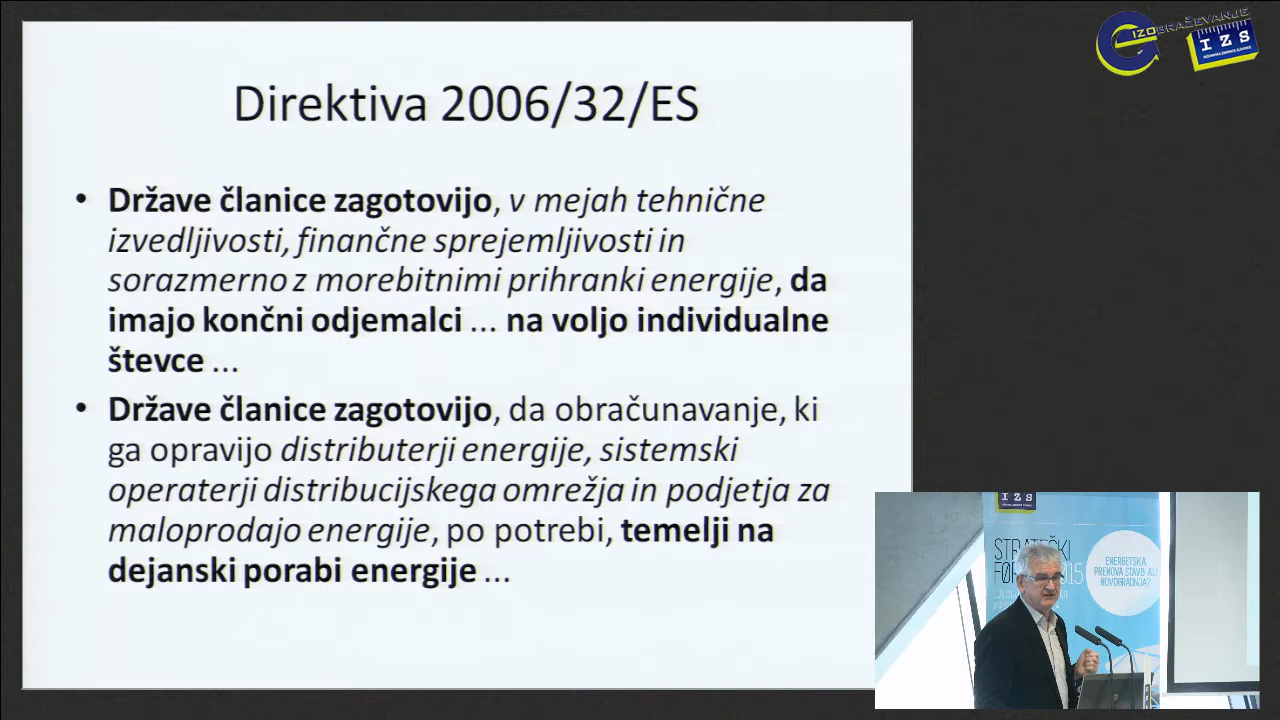 Direktiva 2006/32/ES
• Države članice zagotovijo, v mejah tehnične
izvedljivosti, finančne sprejemljivosti in
sorazmerno z morebitnimi prihranki energije, da
imajo končni odjemalci ... na voljo individualne
števce ...
• Države članice zagotovijo, da obračunavanje, ki
ga opravijo distributerji energije, sistemski
operaterji distribucijskega omrežja in podjetja za
maloprodajo energije, po potrebi, temelji na
dejanski porabi energije ...
IZOBRAŽEVANJE
IZS
IZS
ENERGETSKA
PRENOVA STAVB ALI
NOVOGRADNJA?